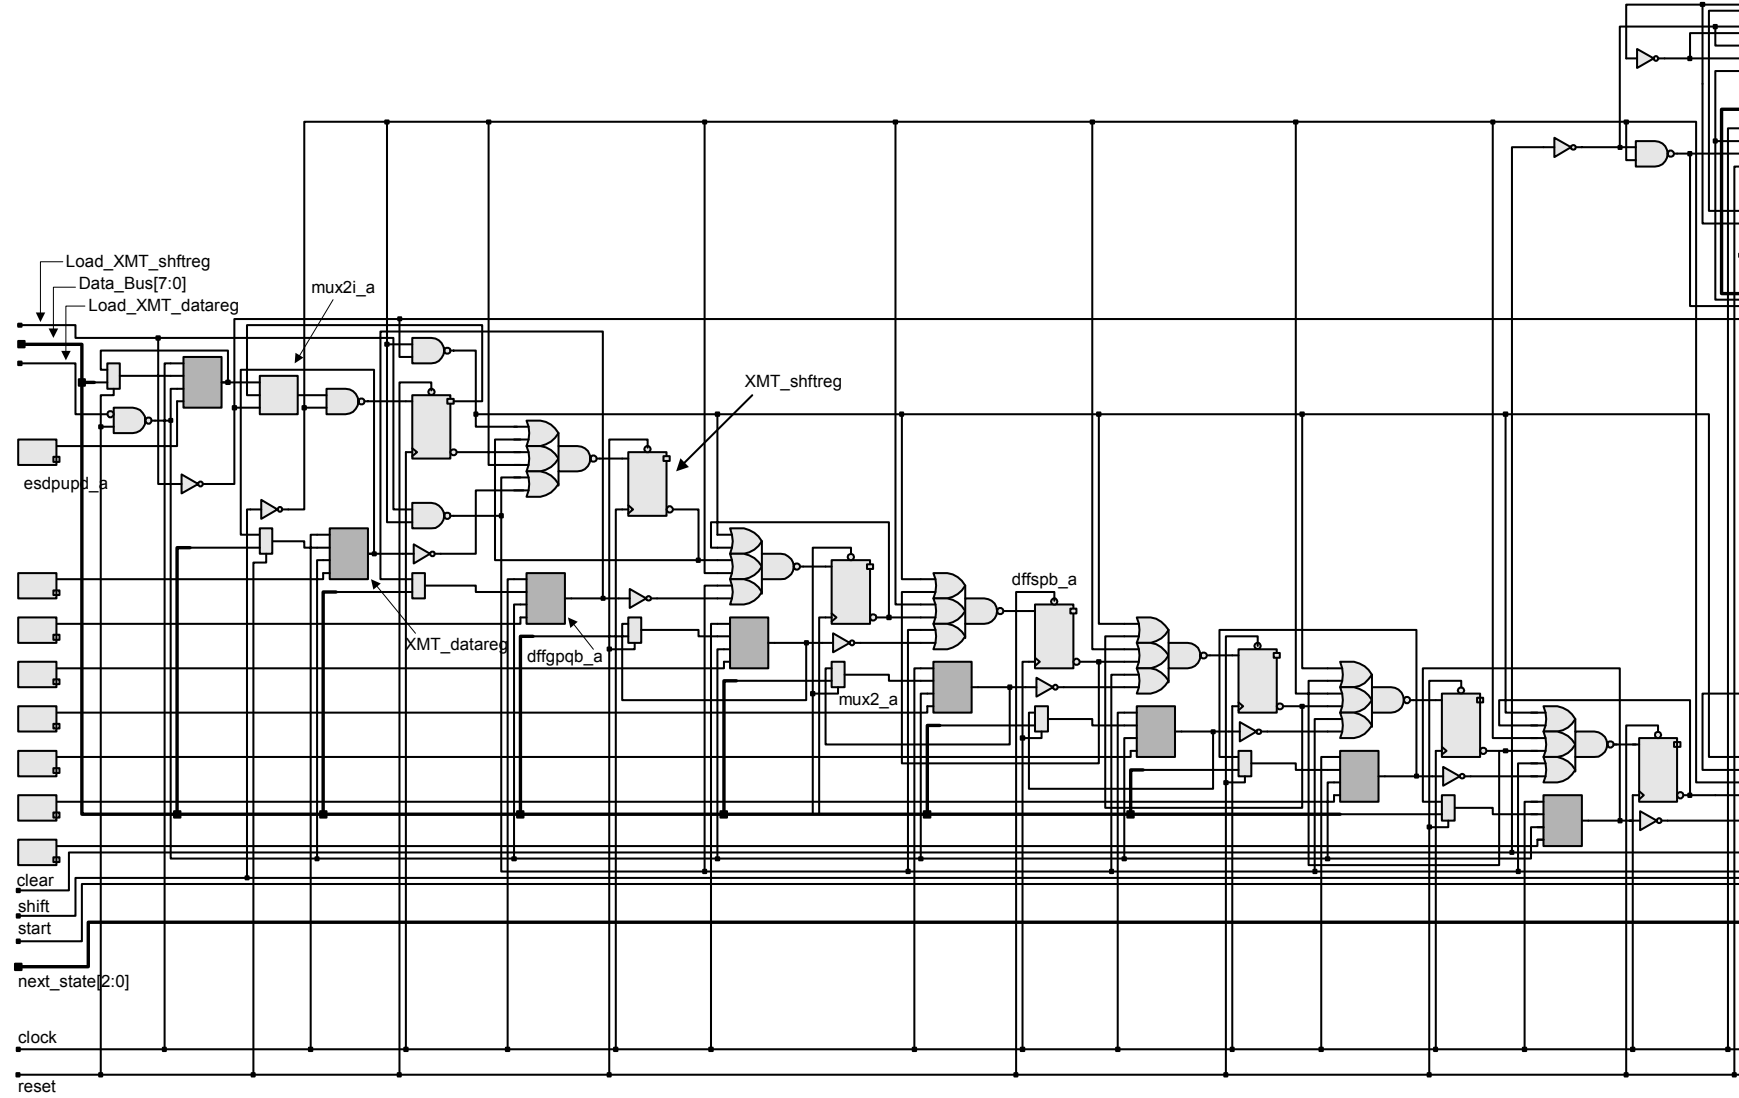 Load_XMT_shftreg
Data_Bus[7:0]
mux2i_a
Load_XMT_datareg
XMT_shftreg
esdpupd_a
dffspb_a
XMT_datareg
dffgpqb_a
mux2_a
clear
shift
start
next_state[2:0]
clock
reset